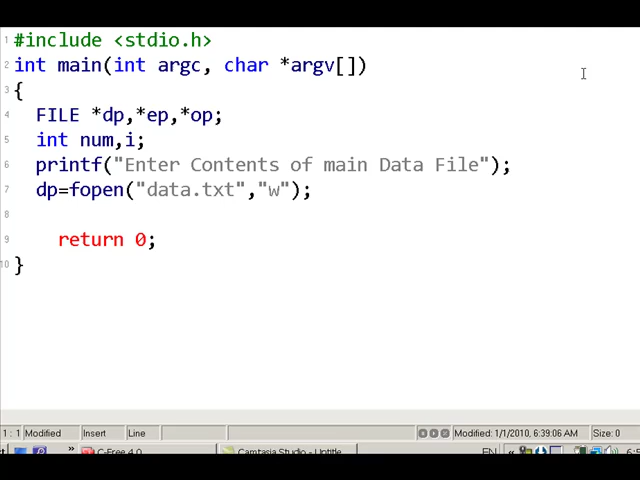 1 #include <stdio.h>
2 int main(int argc, char *argv[])
3 {
4 FILE *dp,*ep,*op;
5 int num,i;
6 printf("Enter Contents of main Data File");
7 dp=fopen("data.txt","w");
8
9 return 0;
10 }
1 : 1 Modified Insert Line Modified: 1/1/2010, 6:39:06 AM Size: 0
» C-Free 4.0 Camtasia Studio - Untitle EN «